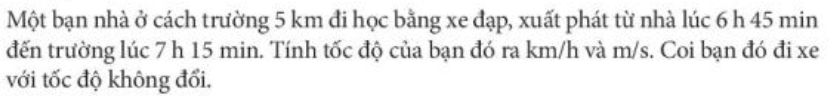 Một bạn nhà ở cách trường 5 km đi học bằng xe đạp, xuất phát từ nhà lúc 6 h 45 min
đến trường lúc 7 h 15 min. Tính tốc độ của bạn đó ra km/h và m/s. Coi bạn đó đi xe
với tốc độ không đổi.